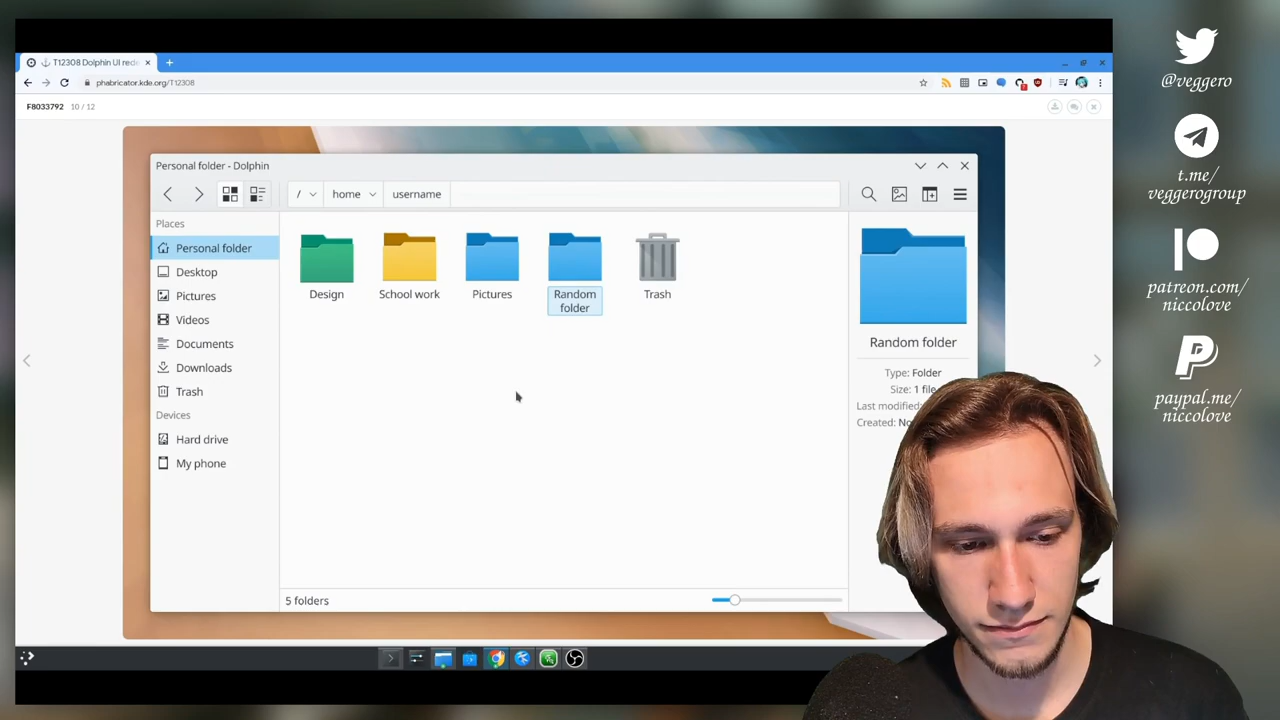 T12308 Dolphin UI rede
phabricator.kde.org/T12308
F8033792 10 / 12
Personal folder - Dolphin
/ home username
Places
Personal folder
Desktop
Pictures
Videos
Documents
Downloads
Trash
Devices
Hard drive
My phone
Design
School work
Pictures
Random
folder
Trash
5 folders
Random folder
Type: Folder
Size: 1 file
Last modified:
Created:
@veggero
t.me/
veggerogroup
patreon.com/
niccolove
paypal.me/
niccolove